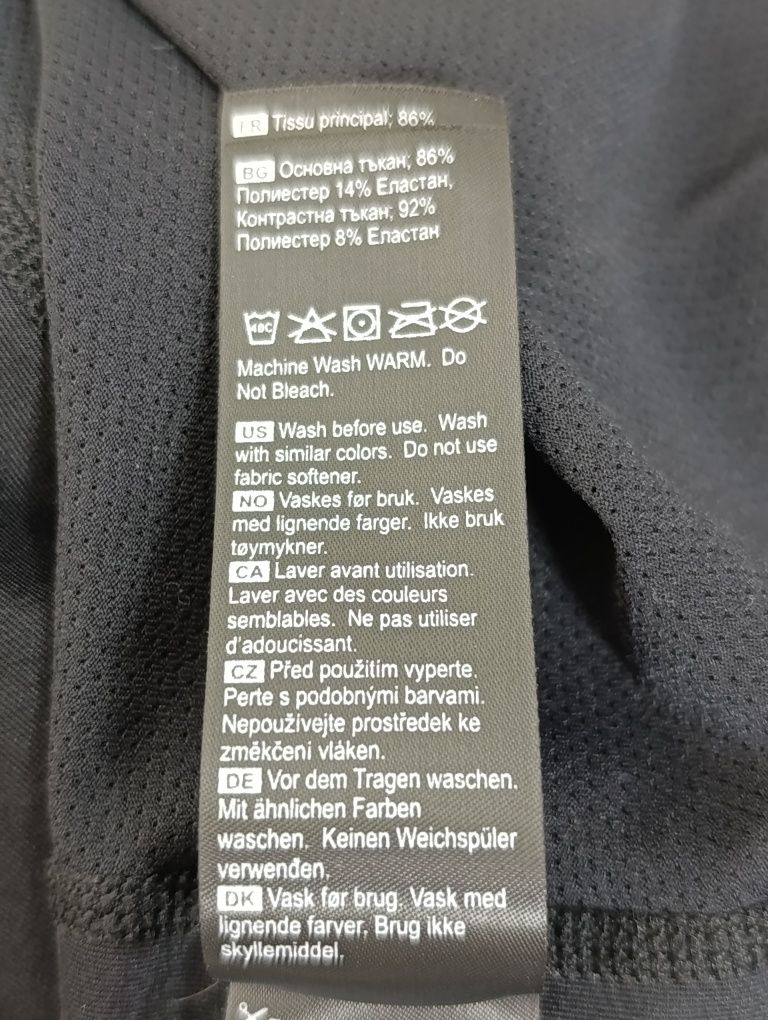 FR Tissu principal; 86%
BG Основна тъкан; 86%
Полиестер 14% Еластан,
Контрастна тъкан; 92%
Полиестер 8% Еластан
40C
Machine Wash WARM. Do
Not Bleach.
US Wash before use. Wash
with similar colors. Do not use
fabric softener.
NO Vaskes før bruk. Vaskes
med lignende farger. Ikke bruk
tøymykner.
CA Laver avant utilisation.
Laver avec des couleurs
semblables. Ne pas utiliser
d'adoucissant.
CZ Před použitím vyperte.
Perte s podobnými barvami.
Nepoužívejte prostředek ke
změkčení vláken.
DE Vor dem Tragen waschen.
Mit ähnlichen Farben
waschen. Keinen Weichspüler
verwenden.
DK Vask før brug. Vask med
lignende farver. Brug ikke
skyllemiddel.